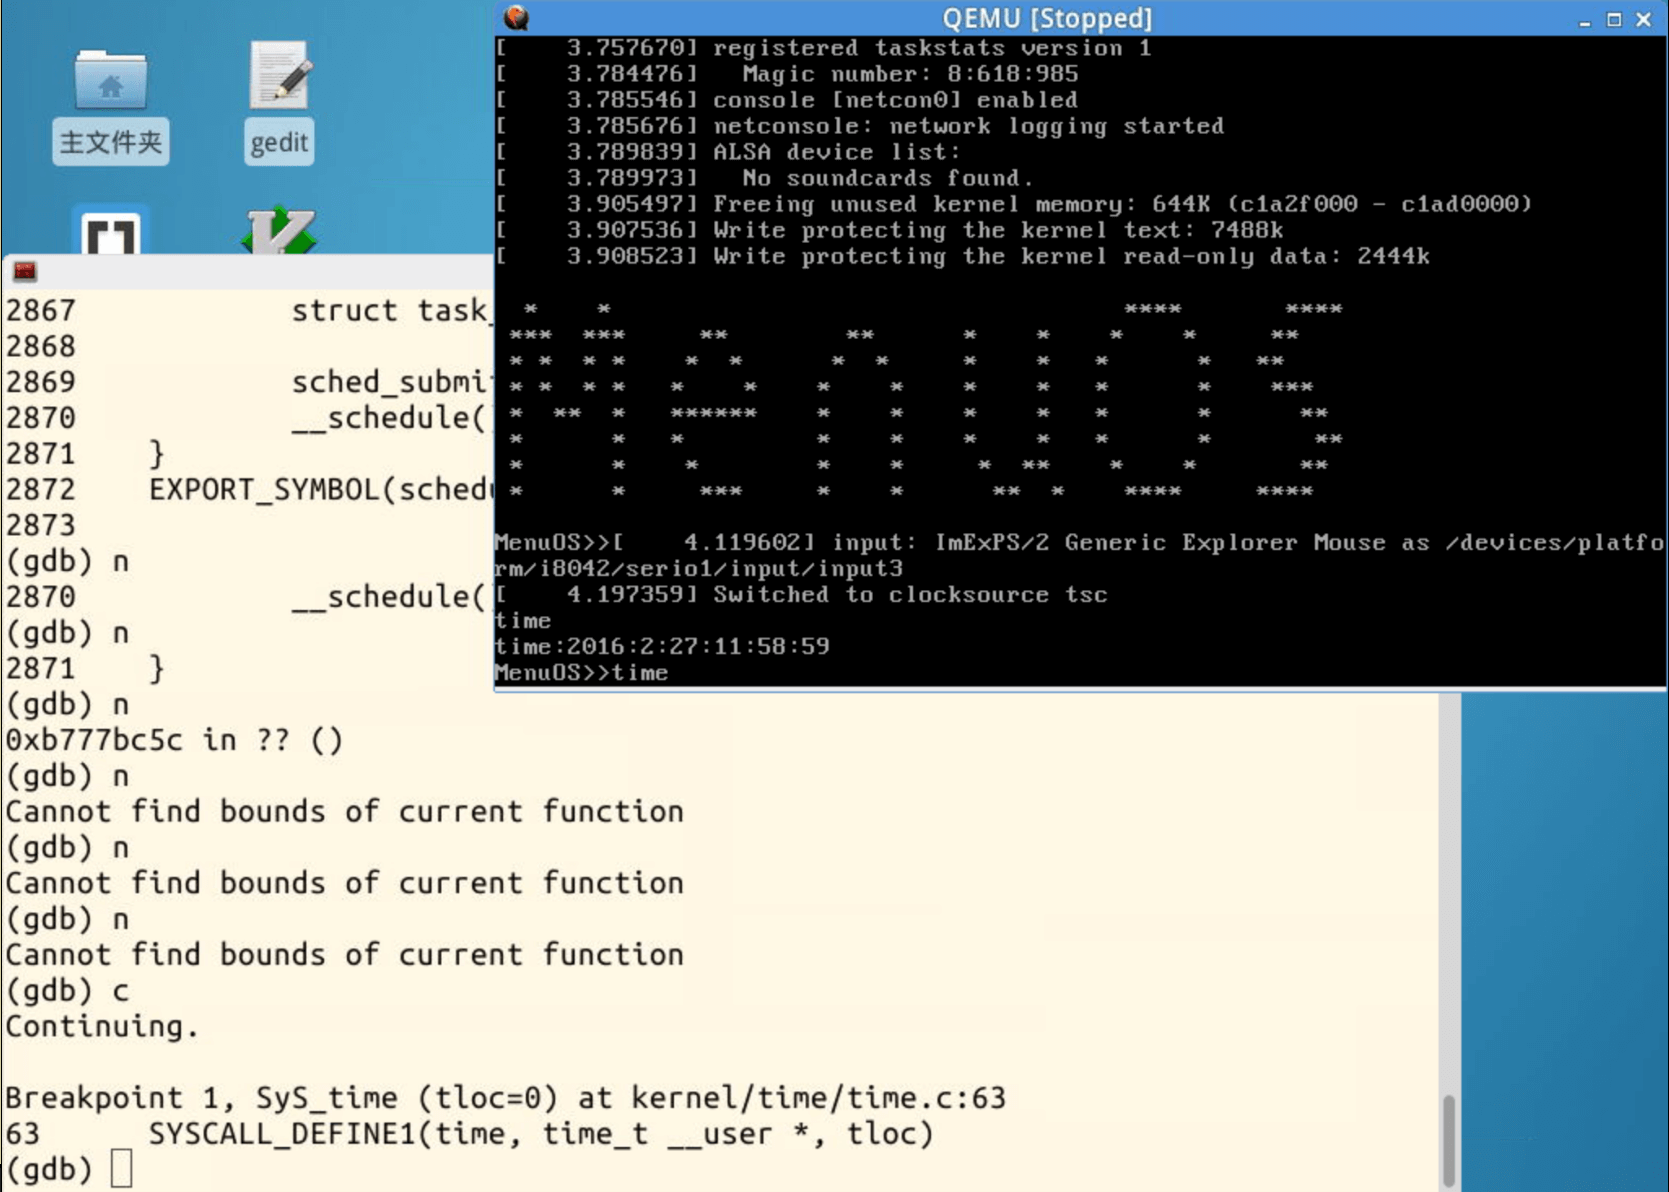 主文件夹
gedit
QEMU [Stopped]
[    3.757670] registered taskstats version 1
[    3.784476]   Magic number: 8:618:985
[    3.785546] console [netcon0] enabled
[    3.785676] netconsole: network logging started
[    3.789839] ALSA device list:
[    3.789973]   No soundcards found.
[    3.905497] Freeing unused kernel memory: 644K (c1a2f000 - c1ad0000)
[    3.907536] Write protecting the kernel text: 7488k
[    3.908523] Write protecting the kernel read-only data: 2444k
MenuOS
MenuOS>>[    4.119602] input: ImExPS/2 Generic Explorer Mouse as /devices/platfo
rm/i8042/serio1/input/input3
[    4.197359] Switched to clocksource tsc
time
time:2016:2:27:11:58:59
MenuOS>>time
2867            struct task_
2868
2869            sched_submi
2870            __schedule(
2871    }
2872    EXPORT_SYMBOL(sched
2873
(gdb) n
2870            __schedule(
(gdb) n
2871    }
(gdb) n
0xb777bc5c in ?? ()
(gdb) n
Cannot find bounds of current function
(gdb) n
Cannot find bounds of current function
(gdb) n
Cannot find bounds of current function
(gdb) c
Continuing.
Breakpoint 1, SyS_time (tloc=0) at kernel/time/time.c:63
63      SYSCALL_DEFINE1(time, time_t __user *, tloc)
(gdb)